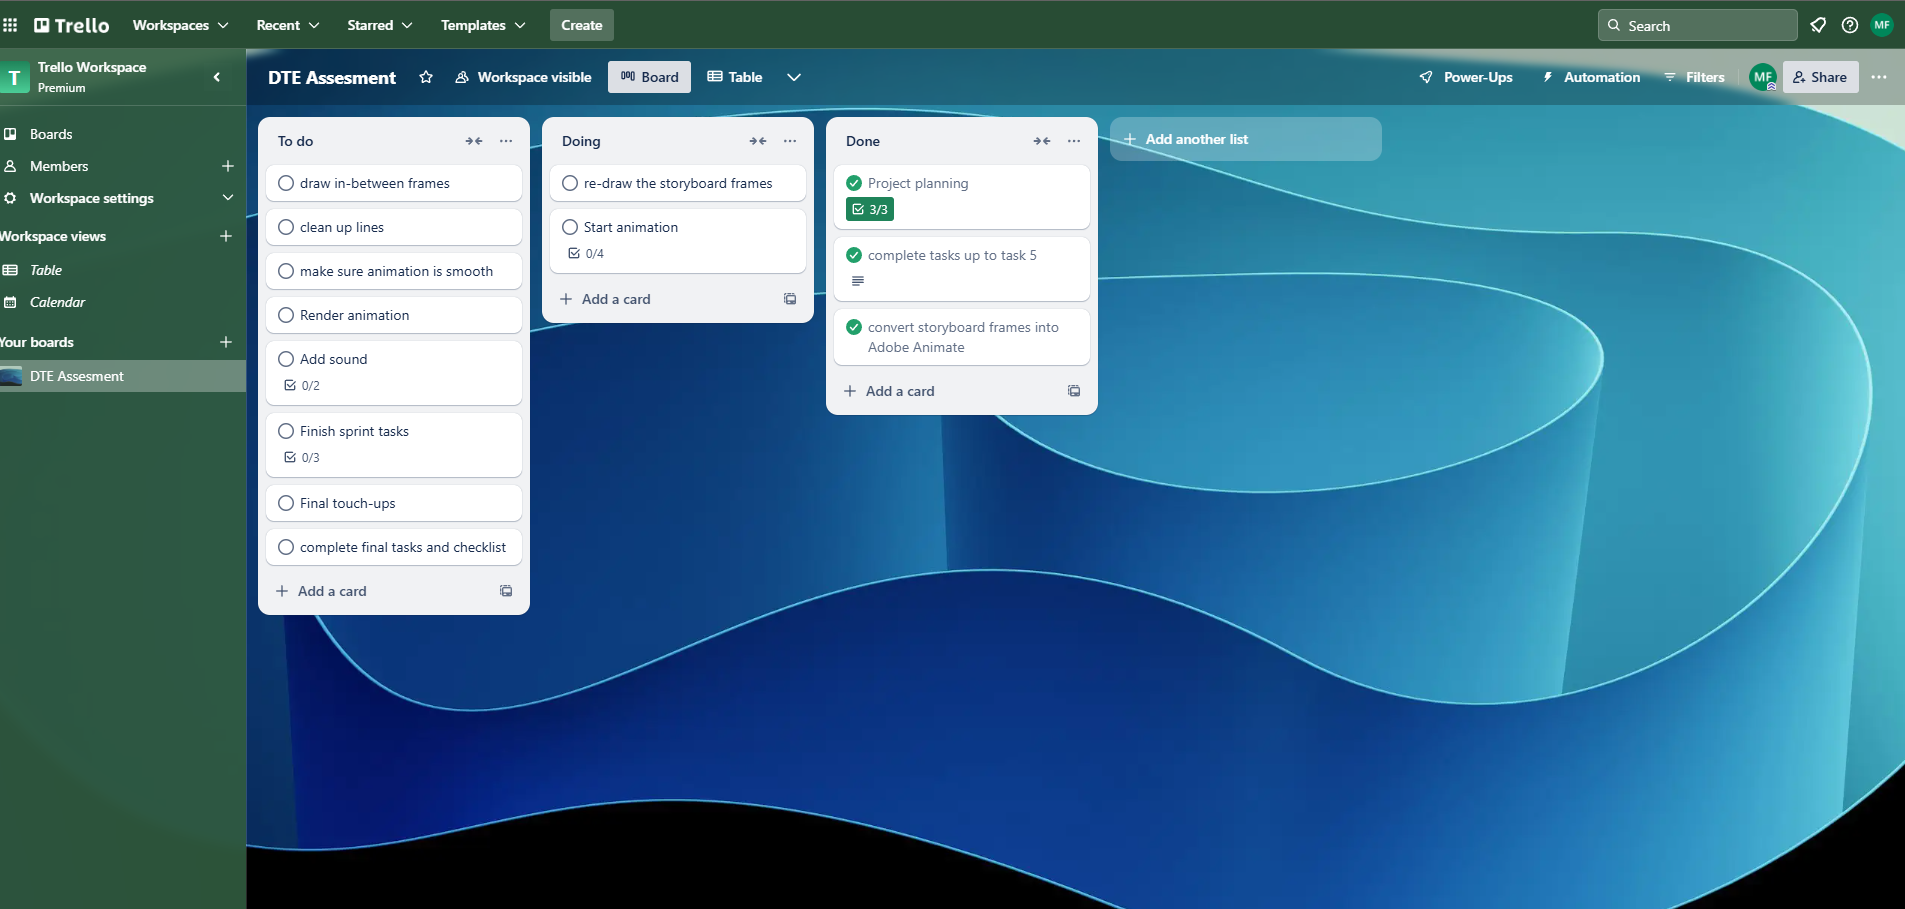 Trello
Workspaces
Recent
Starred
Templates
Create
Search
MF
T
Trello Workspace
Premium
DTE Assesment
Workspace visible
Board
Table
Power-Ups
Automation
Filters
MF
Share
Boards
Members
Workspace settings
Workspace views
Table
Calendar
Your boards
DTE Assesment
To do
draw in-between frames
clean up lines
make sure animation is smooth
Render animation
Add sound
0/2
Finish sprint tasks
0/3
Final touch-ups
complete final tasks and checklist
Add a card
Doing
re-draw the storyboard frames
Start animation
0/4
Add a card
Done
Project planning
3/3
complete tasks up to task 5
convert storyboard frames into
Adobe Animate
Add a card
Add another list